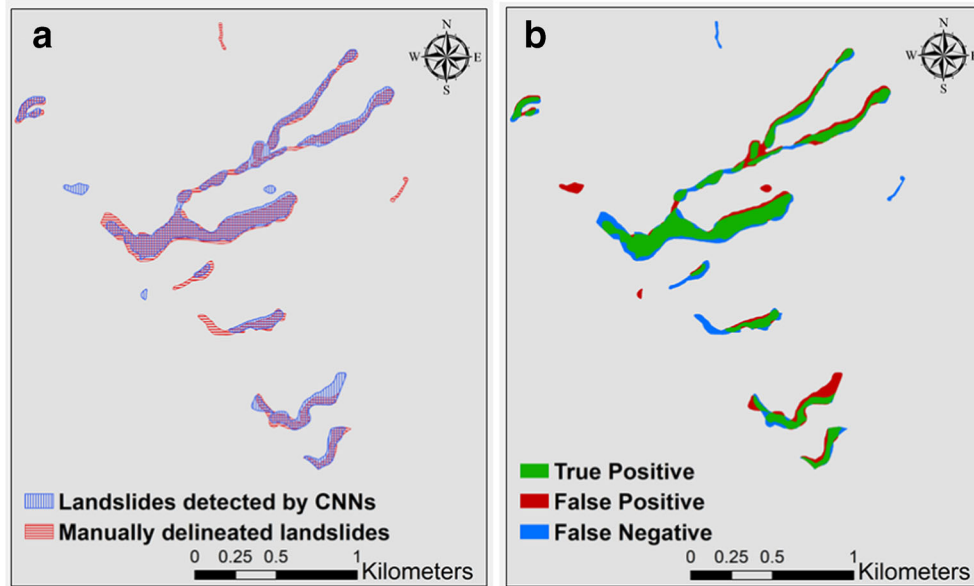 a
N
W E
S
Landslides detected by CNNs
Manually delineated landslides
0 0.25 0.5 1
Kilometers
b
N
W E
S
True Positive
False Positive
False Negative
0 0.25 0.5 1
Kilometers